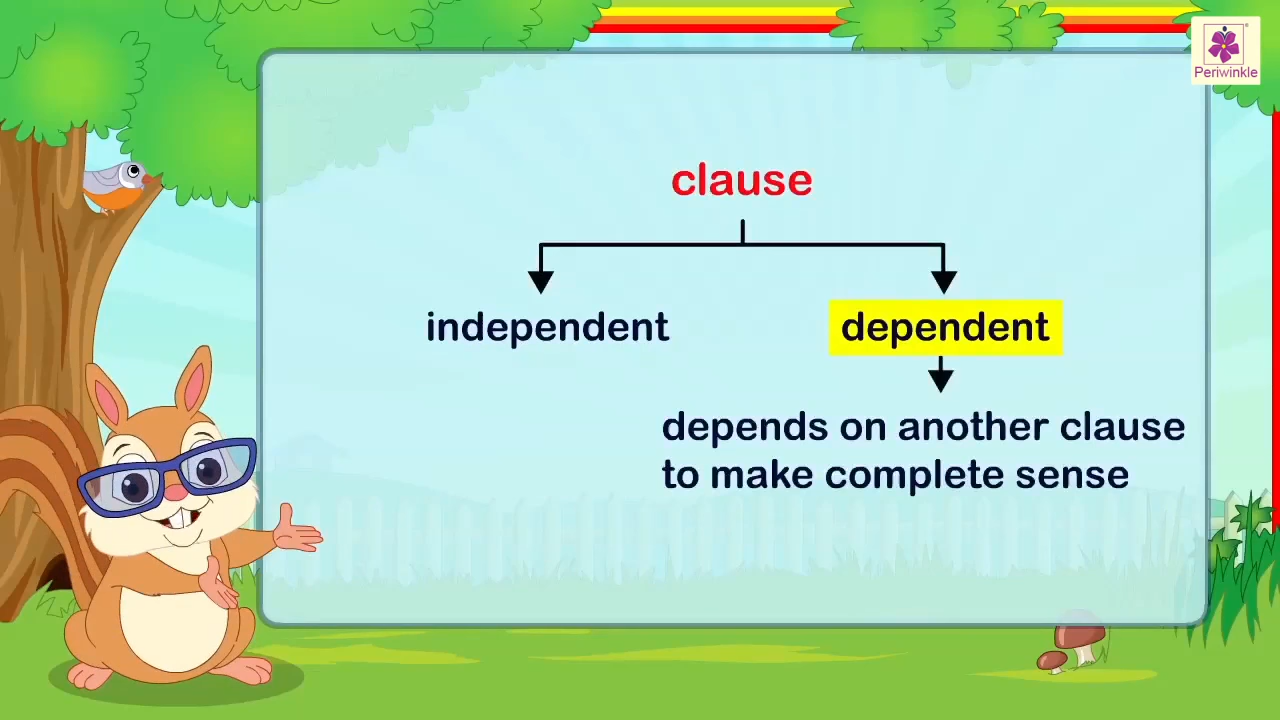 Periwinkle
clause
independent
dependent
depends on another clause
to make complete sense